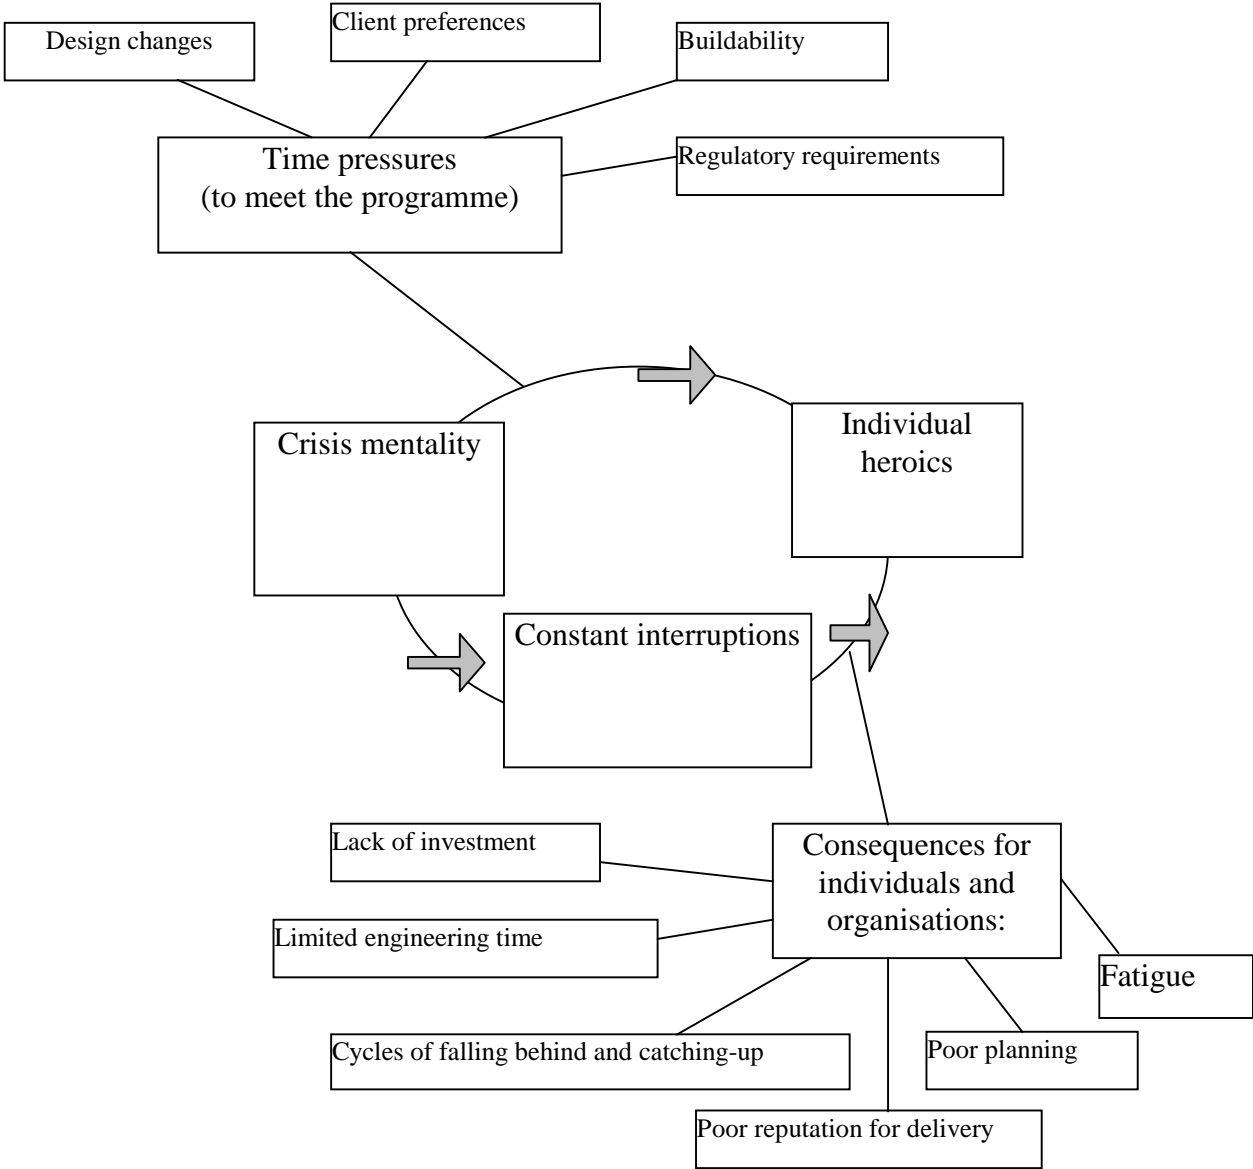 Client preferences
Design changes
Buildability
Time pressures
(to meet the programme)
Regulatory requirements
Individual
heroics
Crisis mentality
Constant interruptions
Lack of investment
Consequences for
individuals and
organisations:
Limited engineering time
Fatigue
Cycles of falling behind and catching-up
Poor planning
Poor reputation for delivery